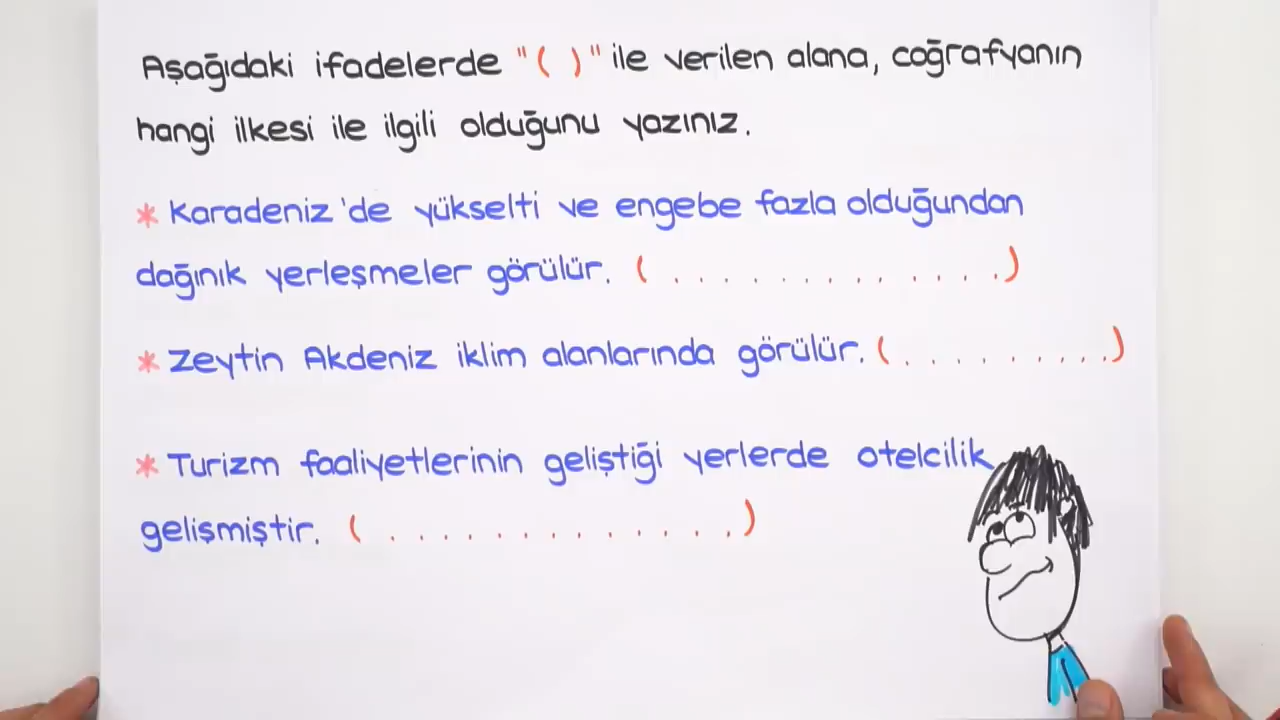 Aşağıdaki ifadelerde "( )" ile verilen alana, coğrafyanın
hangi ilkesi ile ilgili olduğunu yazınız.
* Karadeniz'de yükselti ve engebe fazla olduğundan
dağınık yerleşmeler görülür. (. . . . . . . . . . . . .)
* Zeytin Akdeniz iklim alanlarında görülür. (. . . . . . . . .)
* Turizm faaliyetlerinin geliştiği yerlerde otelcilik
gelişmiştir. (. . . . . . . . . . . . .)